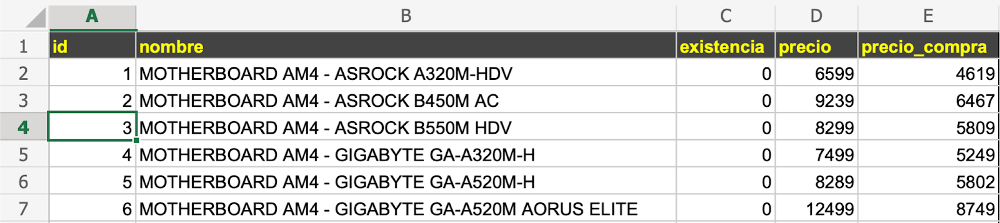 A B C D E
1 id nombre existencia precio precio_compra
2 1 MOTHERBOARD AM4 - ASROCK A320M-HDV 0 6599 4619
3 2 MOTHERBOARD AM4 - ASROCK B450M AC 0 9239 6467
4 3 MOTHERBOARD AM4 - ASROCK B550M HDV 0 8299 5809
5 4 MOTHERBOARD AM4 - GIGABYTE GA-A320M-H 0 7499 5249
6 5 MOTHERBOARD AM4 - GIGABYTE GA-A520M-H 0 8289 5802
7 6 MOTHERBOARD AM4 - GIGABYTE GA-A520M AORUS ELITE 0 12499 8749